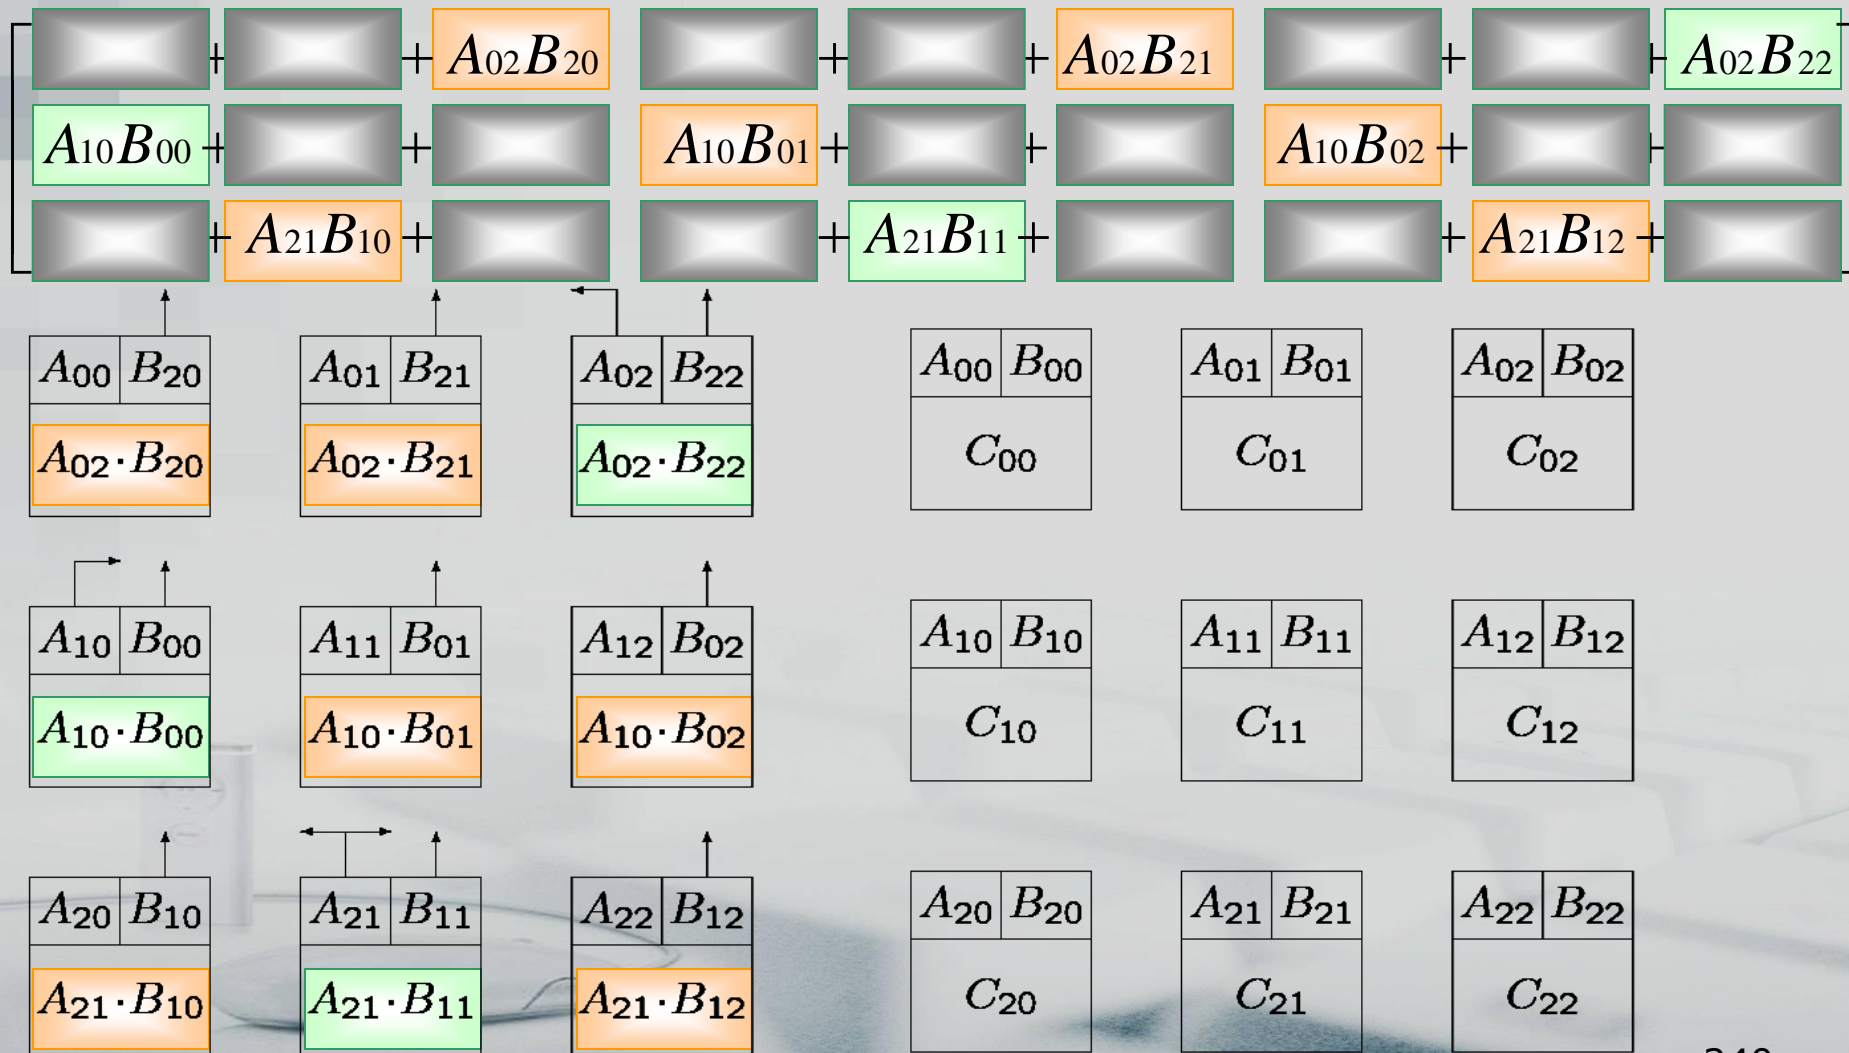 + + A02B20 + + A02B21 + + A02B22
A10B00 + + A10B01 + + A10B02 + +
+ A21B10 + + A21B11 + + A21B12 +
A00 B20 A01 B21 A02 B22 A00 B00 A01 B01 A02 B02
A02·B20 A02·B21 A02·B22 C00 C01 C02
A10 B00 A11 B01 A12 B02 A10 B10 A11 B11 A12 B12
A10·B00 A10·B01 A10·B02 C10 C11 C12
A20 B10 A21 B11 A22 B12 A20 B20 A21 B21 A22 B22
A21·B10 A21·B11 A21·B12 C20 C21 C22